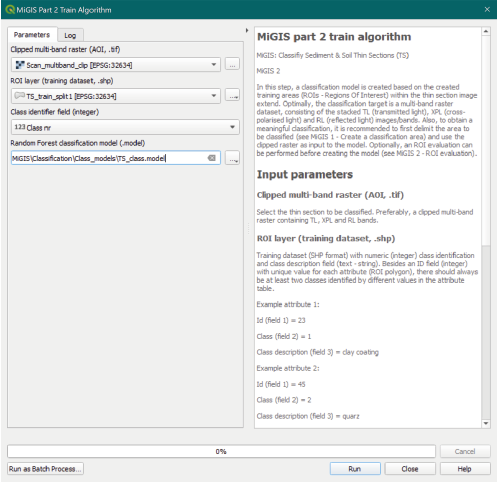 MiGIS Part 2 Train Algorithm
Parameters
Log
Clipped multi-band raster (AOI, .tif)
Scan_multband_clip [EPSG:32634]
...
ROI layer (training dataset, .shp)
TS_train_split1 [EPSG:32634]
...
Class identifier field (integer)
123 Class nr
Random Forest classification model (.model)
MiGIS\Classification\Class_models\TS_class.model
...
MiGIS part 2 train algorithm
MiGIS: Classifiy Sediment & Soil Thin Sections (TS)
MiGIS 2
In this step, a classification model is created based on the created
training areas (ROIs - Regions Of Interest) within the thin section image
extend. Optimally, the classification target is a multi-band raster
dataset, consisting of the stacked TL (transmitted light), XPL (cross-
polarised light) and RL (reflected light) images/bands. Also, to obtain a
meaningful classification, it is recommended to first delimit the area to
be classified (see MiGIS 1 - Create a classification area) and use the
clipped raster as input to the model. Optionally, an ROI evaluation can
be performed before creating the model (see MiGIS 2 - ROI evaluation).
Input parameters
Clipped multi-band raster (AOI, .tif)
Select the thin section to be classified. Preferably, a clipped multi-band
raster containing TL, XPL and RL bands.
ROI layer (training dataset, .shp)
Training dataset (SHP format) with numeric (integer) class identification
and class description field (text - string). Besides an ID field (integer)
with unique value for each attribute (ROI polygon), there should always
be at least two classes identified by different values in the attribute
table.
Example attribute 1:
Id (field 1) = 23
Class (field 2) = 1
Class description (field 3) = clay coating
Example attribute 2:
Id (field 1) = 45
Class (field 2) = 2
Class description (field 3) = quarz
0%
Cancel
Run as Batch Process...
Run
Close
Help